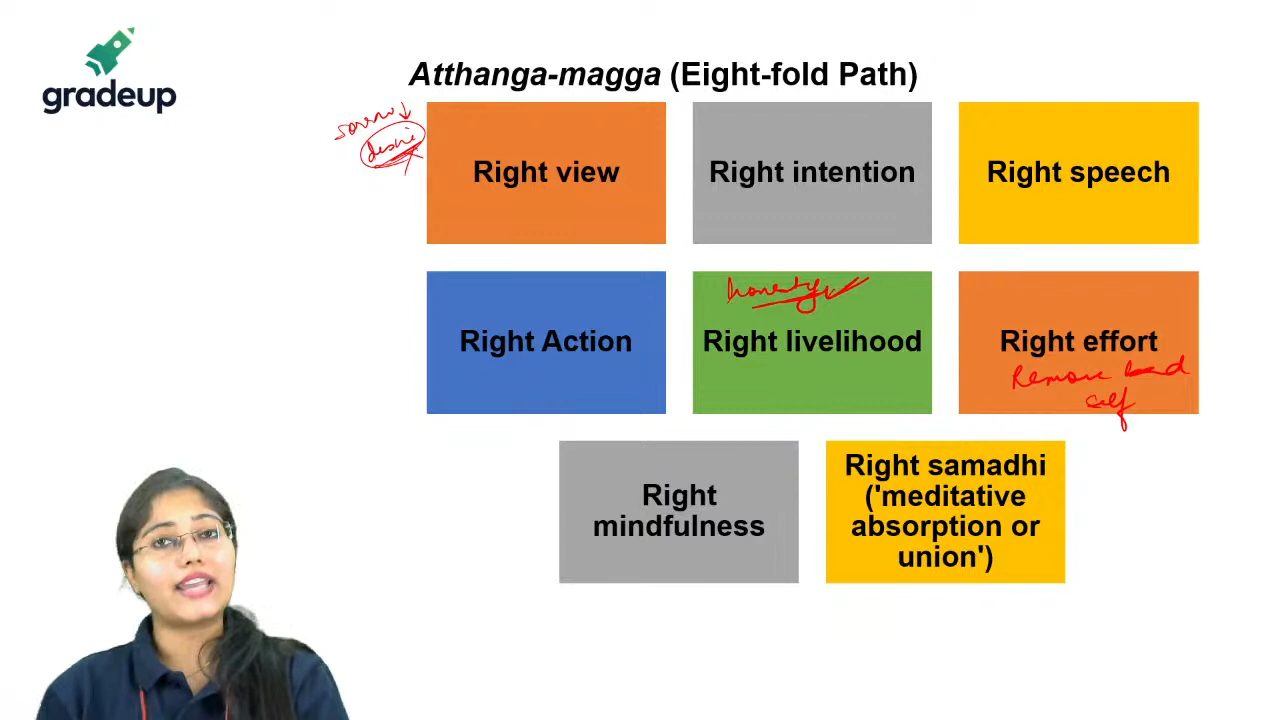 gradeup
Atthanga-magga (Eight-fold Path)
sorrow
desire
Right view
Right intention
Right speech
Right Action
honesty
Right livelihood
Right effort
Remove bad
self
Right
mindfulness
Right samadhi
('meditative
absorption or
union')